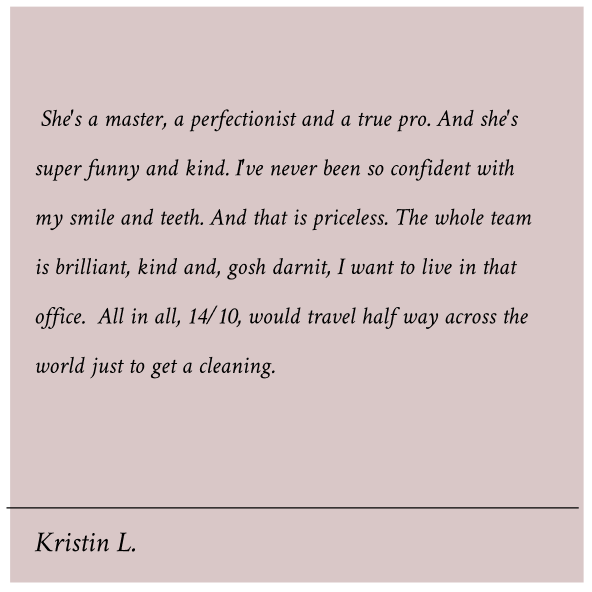 She's a master, a perfectionist and a true pro. And she's
super funny and kind. I've never been so confident with
my smile and teeth. And that is priceless. The whole team
is brilliant, kind and, gosh darnit, I want to live in that
office.  All in all, 14/10, would travel half way across the
world just to get a cleaning.
Kristin L.